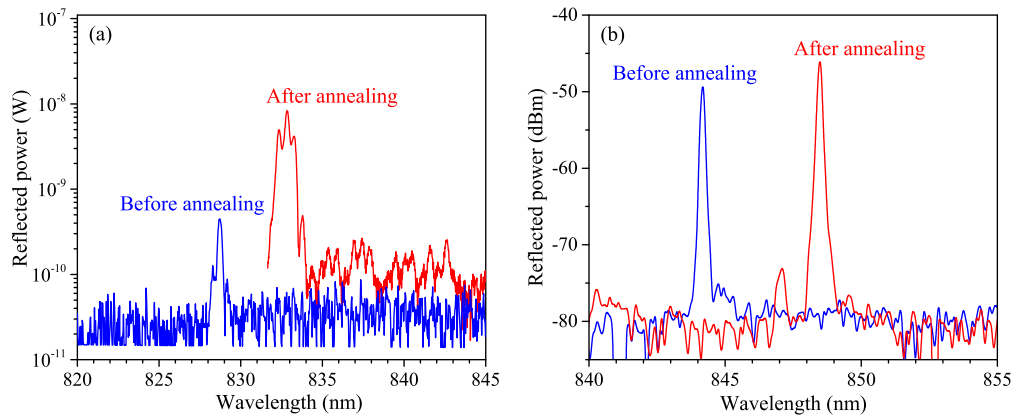 (a)
After annealing
Before annealing
Reflected power (W)
10⁻⁷
10⁻⁸
10⁻⁹
10⁻¹⁰
10⁻¹¹
820 825 830 835 840 845
Wavelength (nm)
(b)
Before annealing
After annealing
Reflected power (dBm)
-40
-50
-60
-70
-80
840 845 850 855
Wavelength (nm)